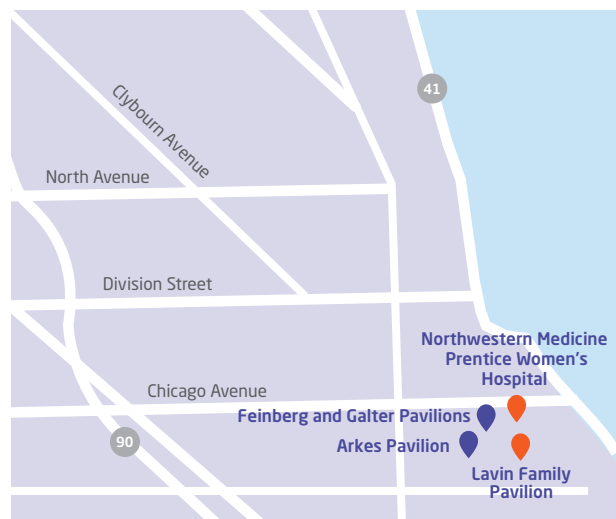 41
Clybourn Avenue
North Avenue
Division Street
Northwestern Medicine
Prentice Women's
Hospital
Chicago Avenue
Feinberg and Galter Pavilions
90
Arkes Pavilion
Lavin Family
Pavilion